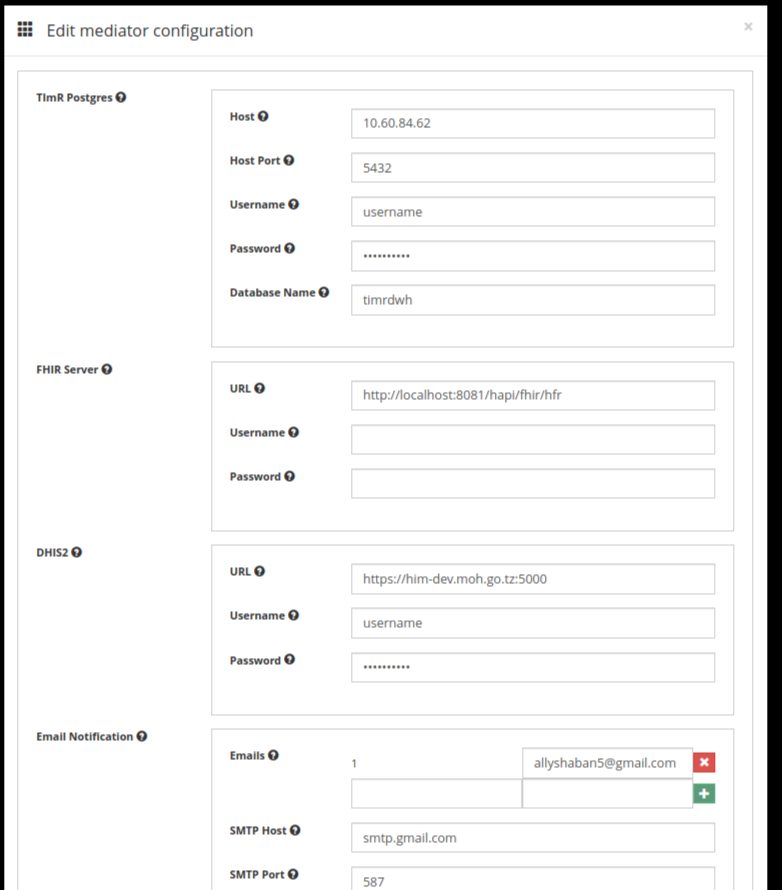 Edit mediator configuration ×
TImR Postgres ?
Host ? 10.60.84.62
Host Port ? 5432
Username ? username
Password ? ••••••••••
Database Name ? timrdwh
FHIR Server ?
URL ? http://localhost:8081/hapi/fhir/hfr
Username ?
Password ?
DHIS2 ?
URL ? https://him-dev.moh.go.tz:5000
Username ? username
Password ? ••••••••••
Email Notification ?
Emails ? 1 allyshaban5@gmail.com
SMTP Host ? smtp.gmail.com
SMTP Port ? 587